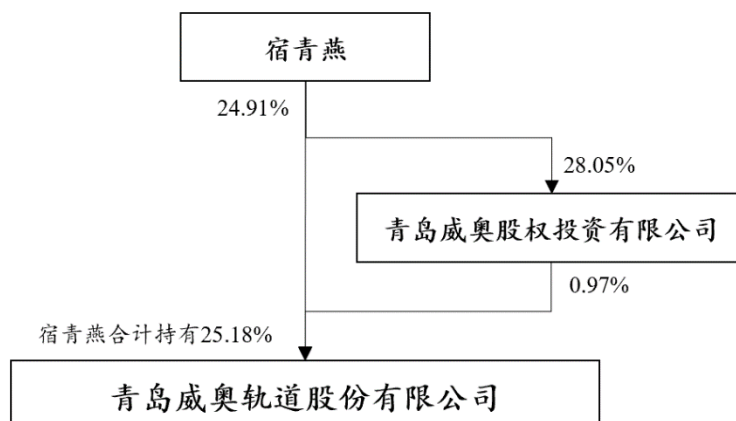 宿青燕
24.91%
28.05%
青岛威奥股权投资有限公司
0.97%
宿青燕合计持有25.18%
青岛威奥轨道股份有限公司